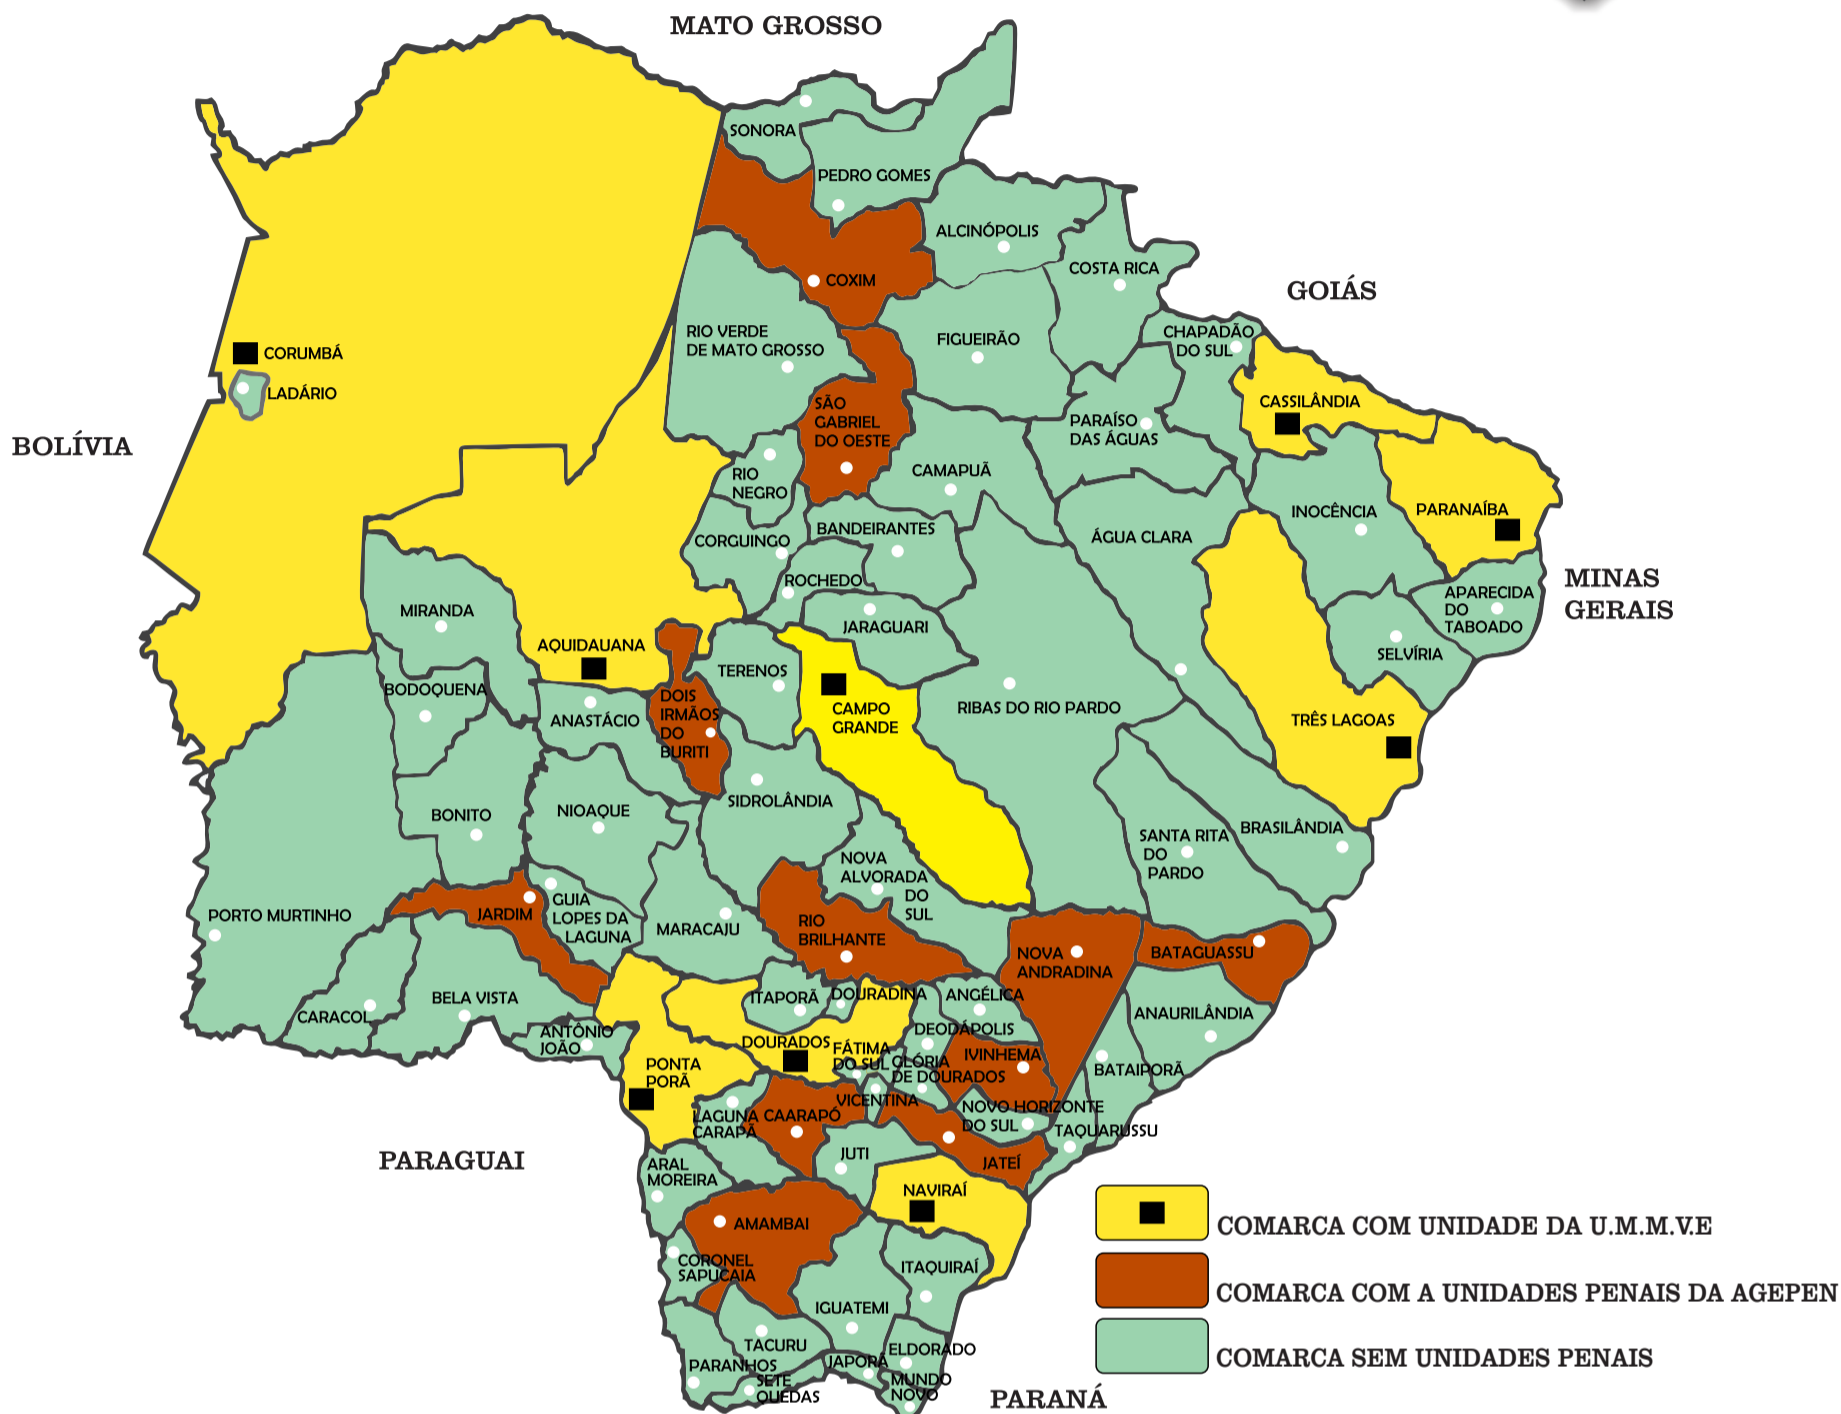 MATO GROSSO
SONORA
PEDRO GOMES
ALCINÓPOLIS
COSTA RICA
COXIM
GOIÁS
RIO VERDE
DE MATO GROSSO
FIGUEIRÃO
CHAPADÃO
DO SUL
CORUMBÁ
LADÁRIO
CASSILÂNDIA
SÃO
GABRIEL
DO OESTE
PARAÍSO
DAS ÁGUAS
BOLÍVIA
RIO
NEGRO
CAMAPUÃ
INOCÊNCIA
PARANAÍBA
BANDEIRANTES
CORGUINGO
ÁGUA CLARA
ROCHEDO
MINAS
GERAIS
APARECIDA
DO
TABOADO
MIRANDA
JARAGUARI
AQUIDAUANA
SELVÍRIA
TERENOS
BODOQUENA
DOIS
IRMÃOS
DO
BURITI
CAMPO
GRANDE
RIBAS DO RIO PARDO
ANASTÁCIO
TRÊS LAGOAS
SIDROLÂNDIA
BONITO
NIOAQUE
SANTA RITA
DO
PARDO
BRASILÂNDIA
NOVA
ALVORADA
DO
SUL
PORTO MURTINHO
JARDIM
GUIA
LOPES DA
LAGUNA
MARACAJU
RIO
BRILHANTE
NOVA
ANDRADINA
BATAGUASSU
CARACOL
BELA VISTA
ITAPORÃ
DOURADINA
ANGÉLICA
ANAURILÂNDIA
ANTÔNIO
JOÃO
DOURADOS
FÁTIMA
DO SUL
DEODÁPOLIS
GLÓRIA
DE DOURADOS
IVINHEMA
PONTA
PORÃ
BATAIPORÃ
LAGUNA
CARAPÃ
CAARAPÓ
VICENTINA
NOVO HORIZONTE
DO SUL
TAQUARUSSU
PARAGUAI
JUTI
JATEÍ
ARAL
MOREIRA
NAVIRAÍ
AMAMBAI
COMARCA COM UNIDADE DA U.M.M.V.E
CORONEL
SAPUCAIA
ITAQUIRAÍ
COMARCA COM A UNIDADES PENAIS DA AGEPEN
IGUATEMI
TACURU
ELDORADO
COMARCA SEM UNIDADES PENAIS
PARANHOS
JAPORÃ
SETE
QUEDAS
MUNDO
NOVO
PARANÁ